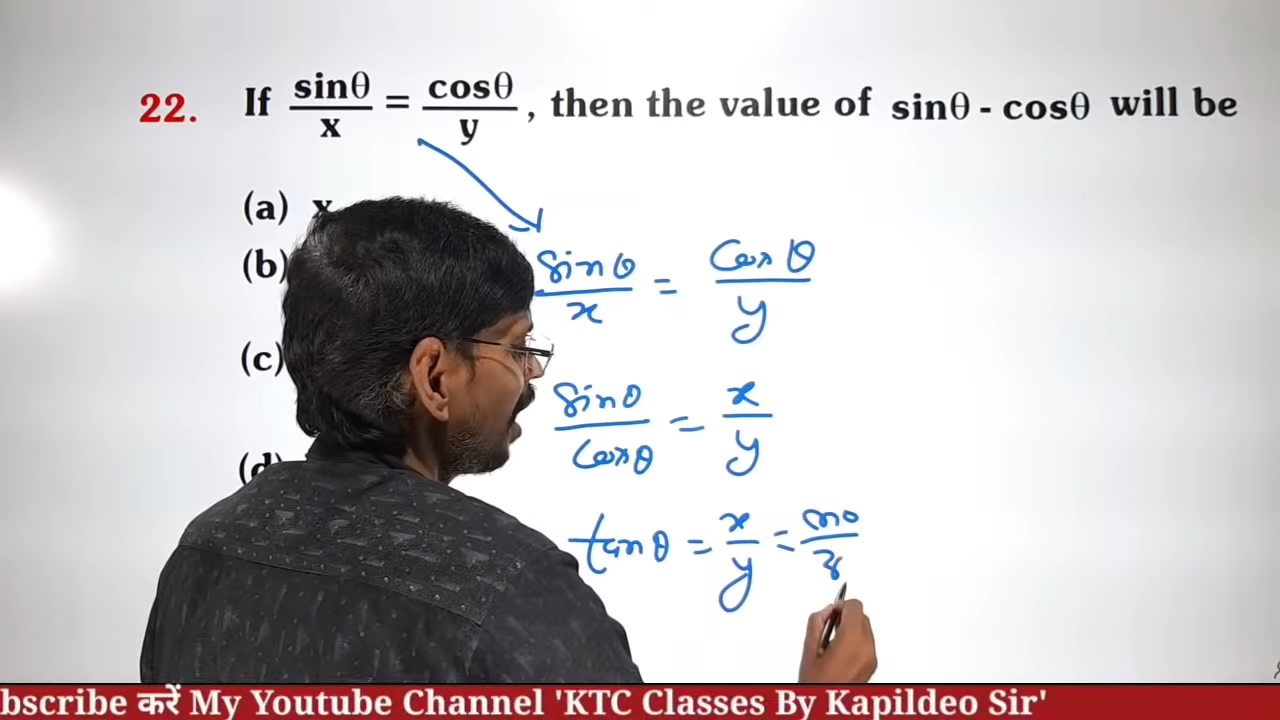 22. If sinθ/x = cosθ/y, then the value of sinθ - cosθ will be
(a) x
(b)
sinθ/x = cosθ/y
(c)
sinθ/cosθ = x/y
(d)
tanθ = x/y =
bscribe करें My Youtube Channel 'KTC Classes By Kapildeo Sir'